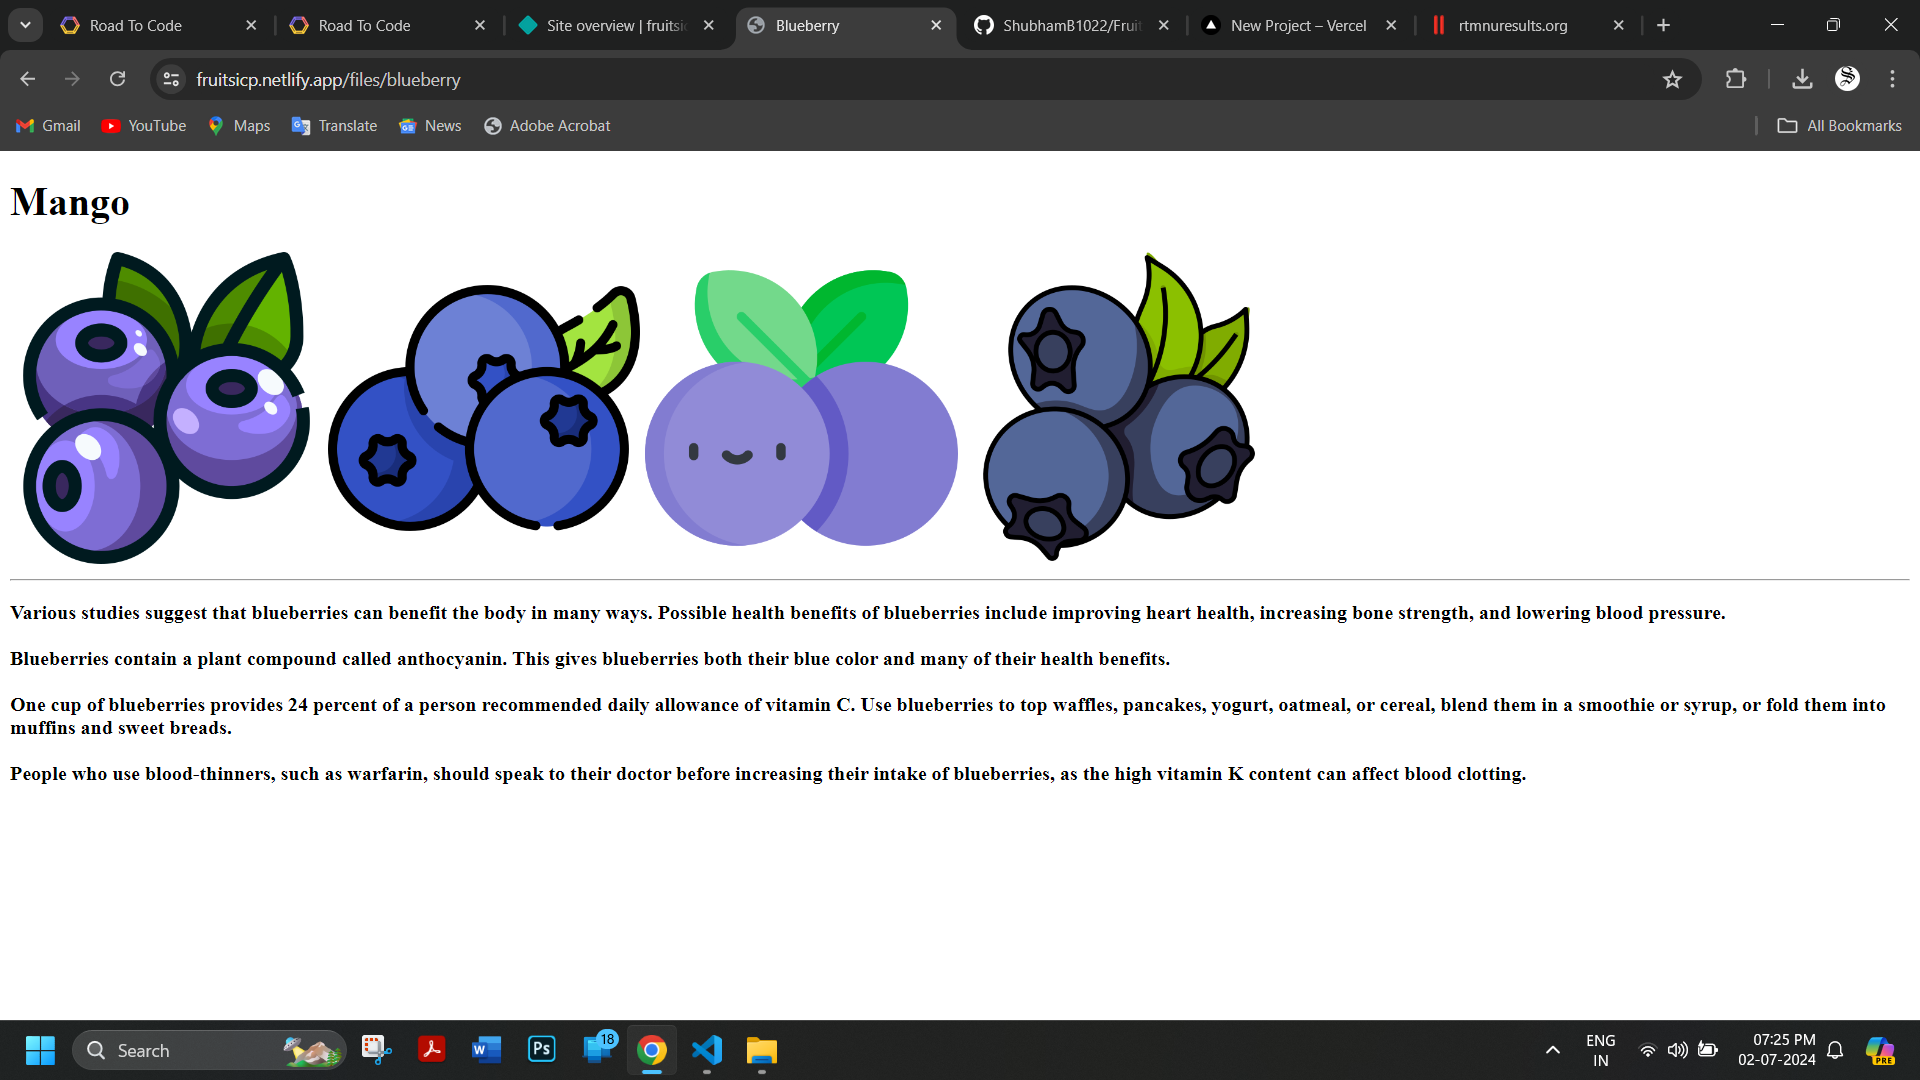 Road To Code
Road To Code
Site overview | fruitsic
Blueberry
ShubhamB1022/Fruit
New Project – Vercel
rtmnuresults.org
fruitsicp.netlify.app/files/blueberry
Gmail
YouTube
Maps
Translate
News
Adobe Acrobat
All Bookmarks
Mango
Various studies suggest that blueberries can benefit the body in many ways. Possible health benefits of blueberries include improving heart health, increasing bone strength, and lowering blood pressure.
Blueberries contain a plant compound called anthocyanin. This gives blueberries both their blue color and many of their health benefits.
One cup of blueberries provides 24 percent of a person recommended daily allowance of vitamin C. Use blueberries to top waffles, pancakes, yogurt, oatmeal, or cereal, blend them in a smoothie or syrup, or fold them into
muffins and sweet breads.
People who use blood-thinners, such as warfarin, should speak to their doctor before increasing their intake of blueberries, as the high vitamin K content can affect blood clotting.
Search
W
Ps
18
ENG
IN
07:25 PM
02-07-2024
PRE